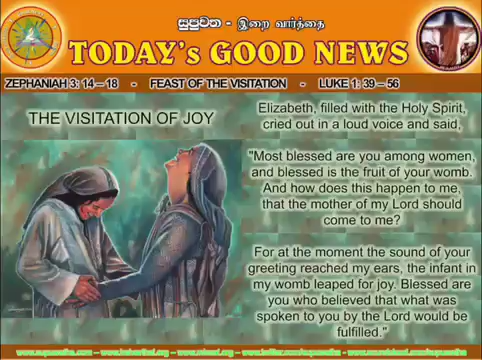 සුපුවත - இறை வார்த்தை
TODAY's GOOD NEWS
ZEPHANIAH 3: 14 – 18 - FEAST OF THE VISITATION - LUKE 1: 39 – 56
THE VISITATION OF JOY
Elizabeth, filled with the Holy Spirit,
cried out in a loud voice and said,
"Most blessed are you among women,
and blessed is the fruit of your womb.
And how does this happen to me,
that the mother of my Lord should
come to me?
For at the moment the sound of your
greeting reached my ears, the infant in
my womb leaped for joy. Blessed are
you who believed that what was
spoken to you by the Lord would be
fulfilled."